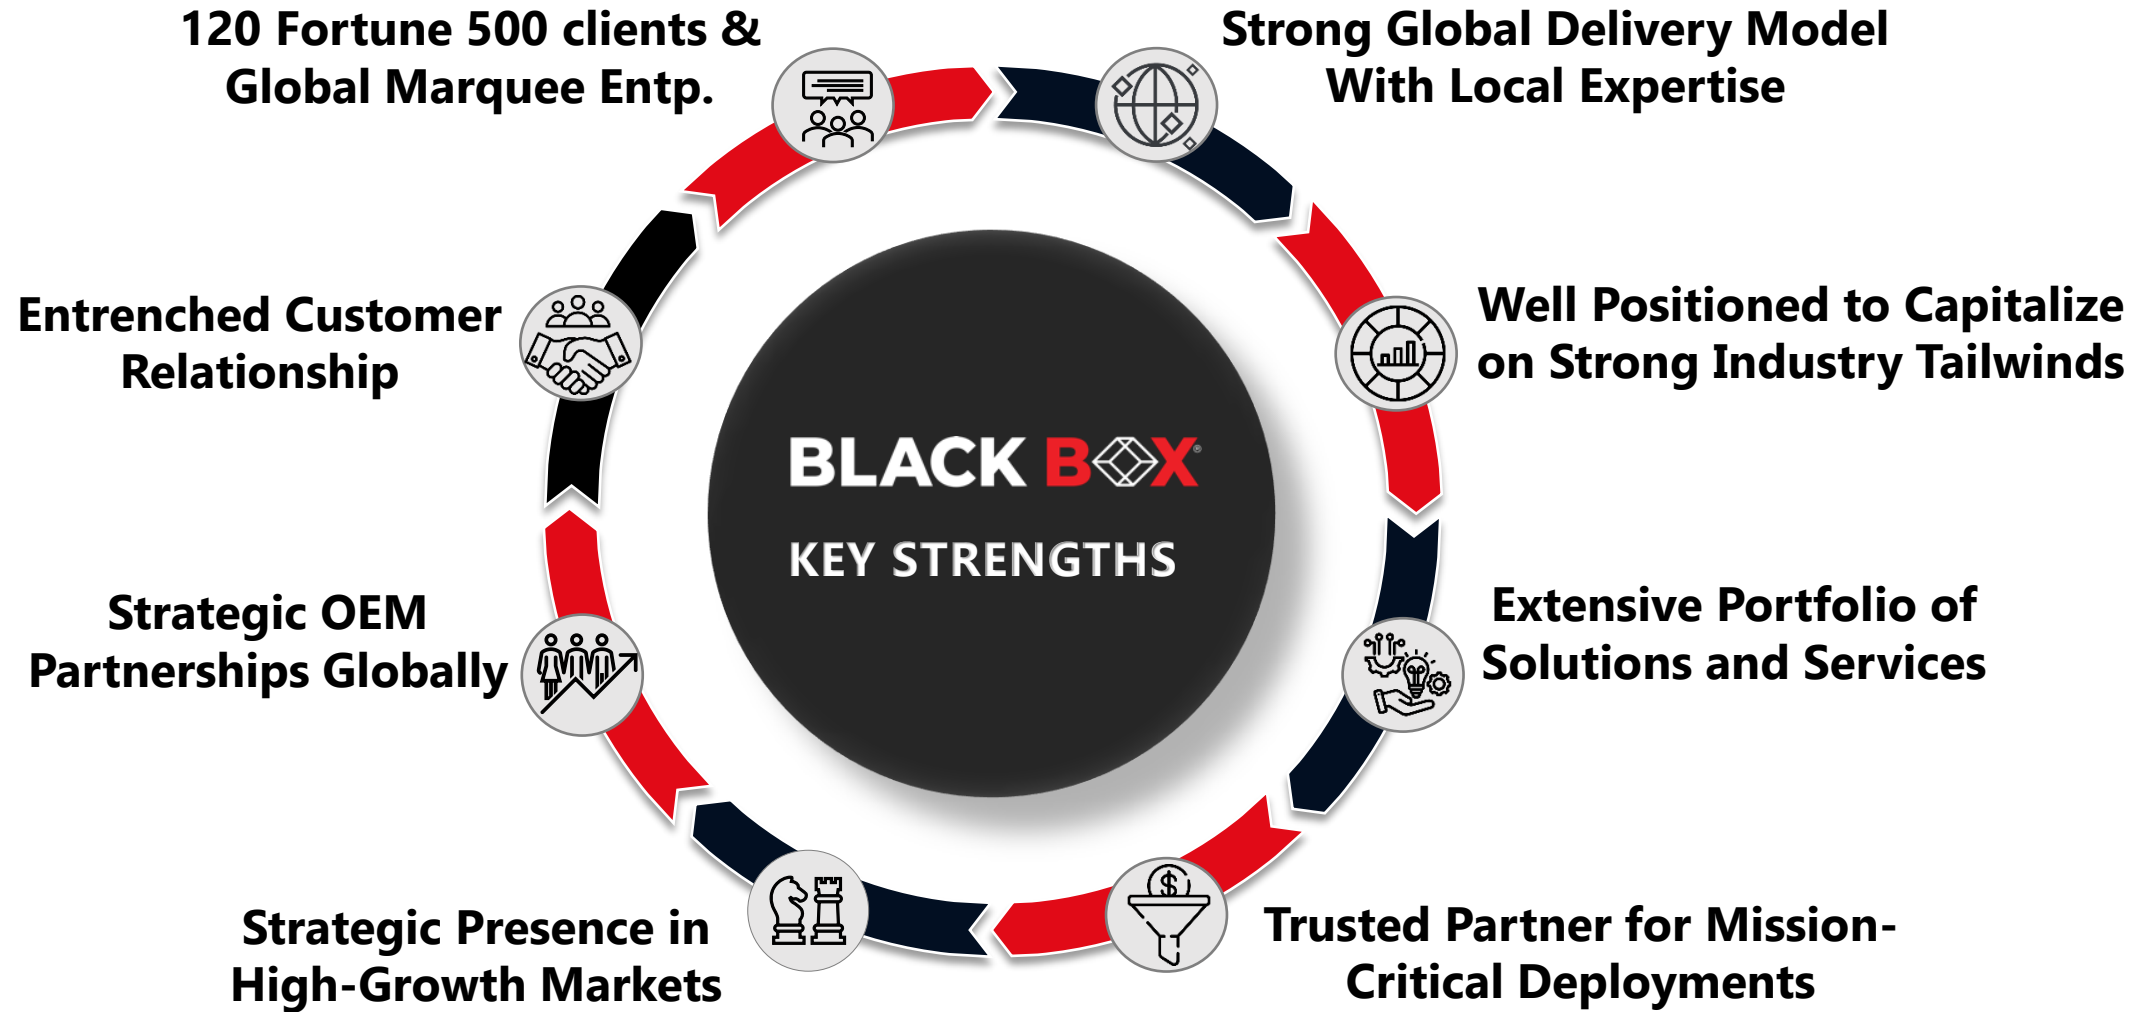 120 Fortune 500 clients &
Global Marquee Entp.
Strong Global Delivery Model
With Local Expertise
Entrenched Customer
Relationship
Well Positioned to Capitalize
on Strong Industry Tailwinds
BLACK BOX®
KEY STRENGTHS
Strategic OEM
Partnerships Globally
Extensive Portfolio of
Solutions and Services
Strategic Presence in
High-Growth Markets
$
Trusted Partner for Mission-
Critical Deployments